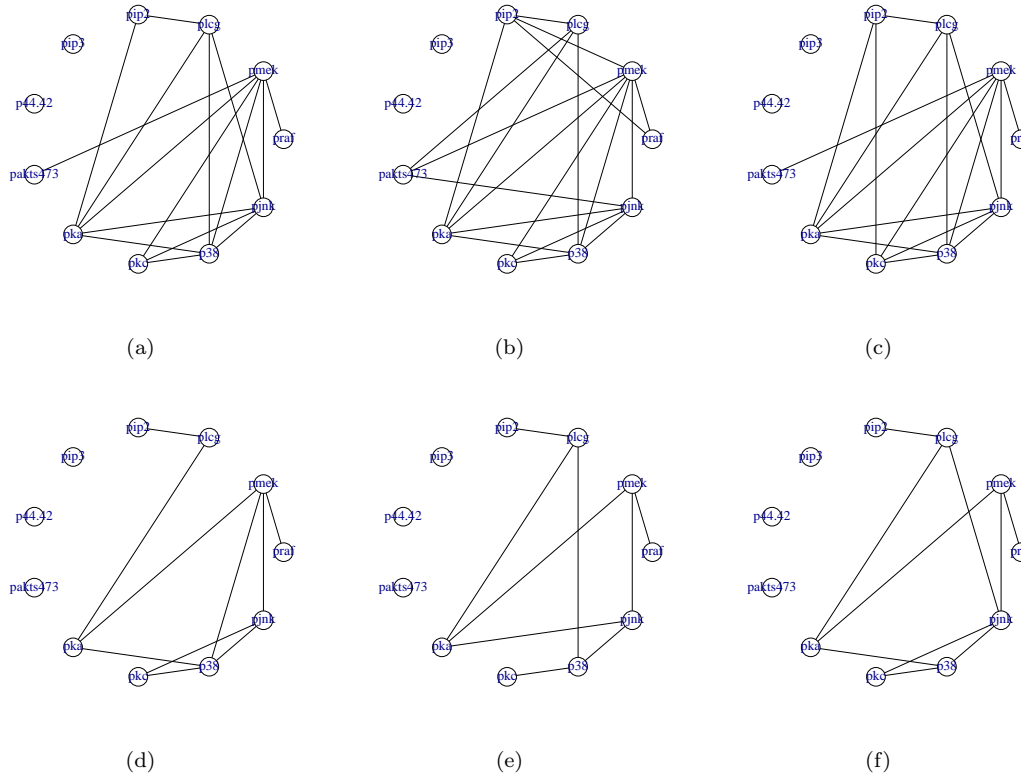 pip2
plcg
pip3
pmek
p44.42
praf
pakts473
pjnk
pka
p38
pkc
(a)
pip2
plcg
pip3
pmek
p44.42
praf
pakts473
pjnk
pka
p38
pkc
(b)
pip2
plcg
pip3
pmek
p44.42
pakts473
pjnk
pka
p38
pkc
(c)
pip2
plcg
pip3
pmek
p44.42
praf
pakts473
pjnk
pka
p38
pkc
(d)
pip2
plcg
pip3
pmek
p44.42
praf
pakts473
pjnk
pka
p38
pkc
(e)
pip2
plcg
pip3
pmek
p44.42
pakts473
pjnk
pka
p38
pkc
(f)